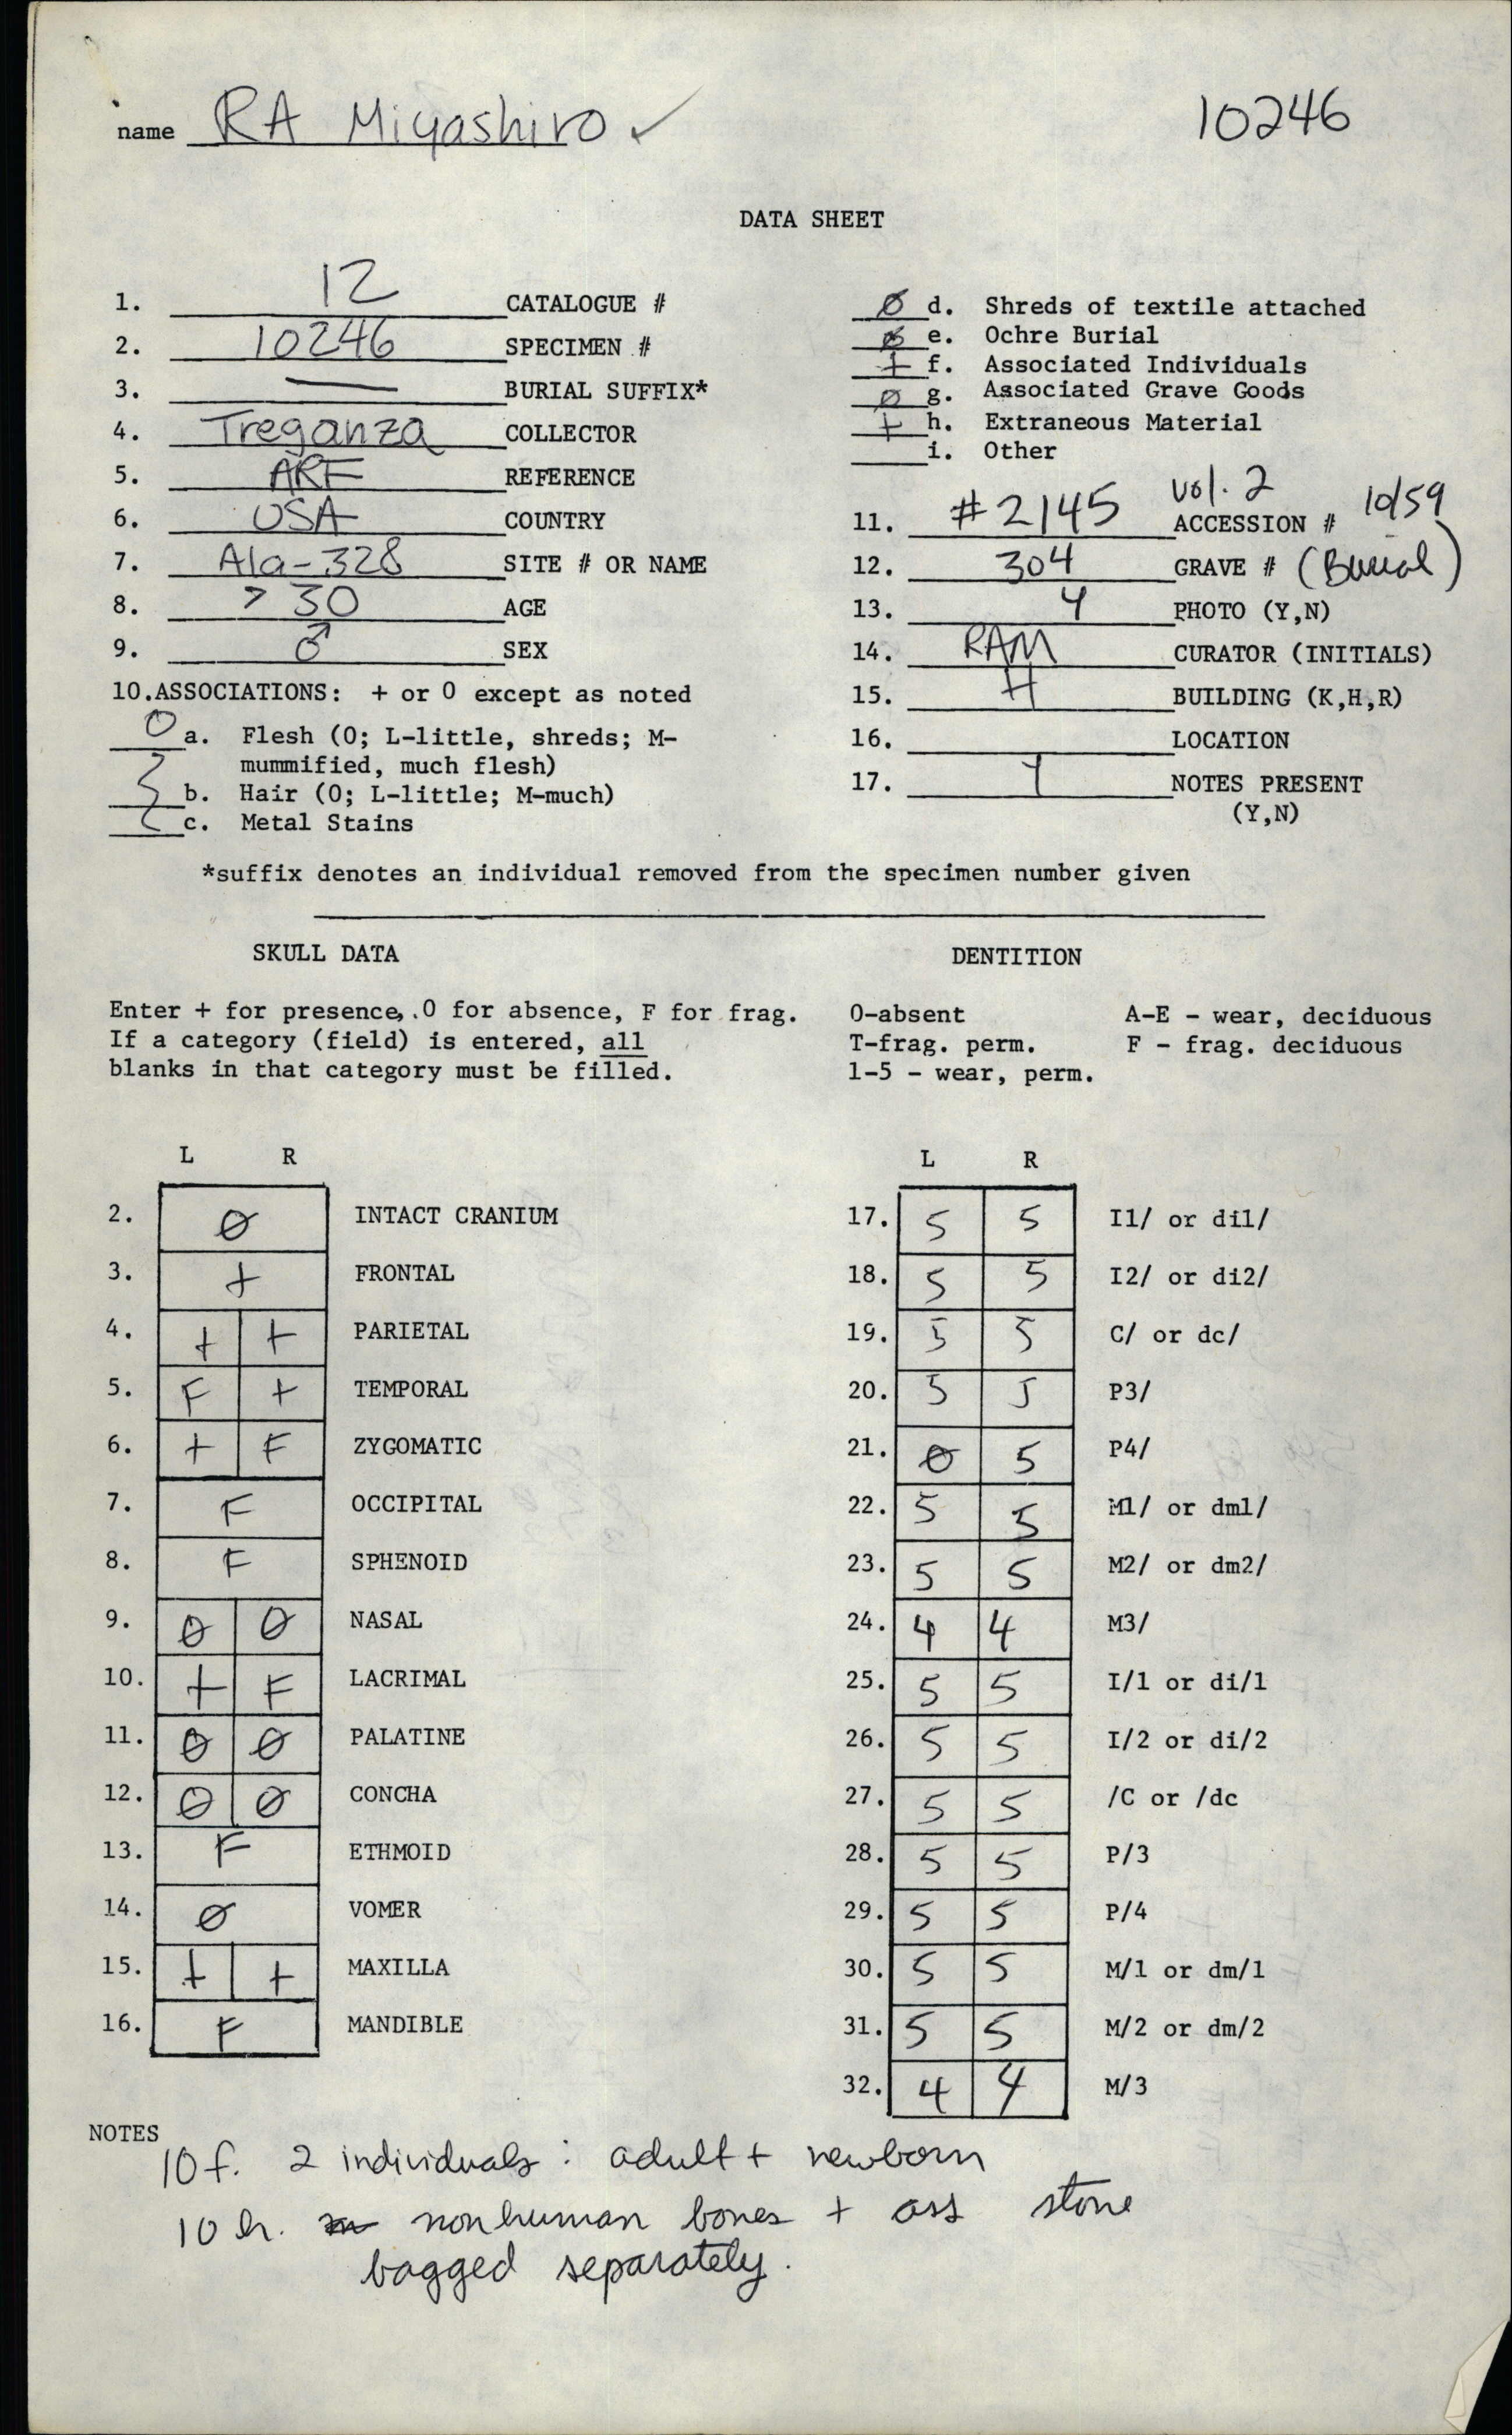 name RA Miyashiro ✓ 10246
DATA SHEET
1. 12 CATALOGUE #
2. 10246 SPECIMEN #
3. — BURIAL SUFFIX*
4. Treganza COLLECTOR
5. ARF REFERENCE
6. USA COUNTRY
7. Ala-328 SITE # OR NAME
8. > 30 AGE
9. ♂ SEX
10.ASSOCIATIONS: + or 0 except as noted
0 a. Flesh (0; L-little, shreds; M-
mummified, much flesh)
b. Hair (0; L-little; M-much)
c. Metal Stains
Ø d. Shreds of textile attached
Ø e. Ochre Burial
+ f. Associated Individuals
Ø g. Associated Grave Goods
+ h. Extraneous Material
i. Other
11. #2145 vol. 2 ACCESSION # 10/59
12. 304 GRAVE # (Burial)
13. Y PHOTO (Y,N)
14. RAM CURATOR (INITIALS)
15. H BUILDING (K,H,R)
16. LOCATION
17. Y NOTES PRESENT
(Y,N)
*suffix denotes an individual removed from the specimen number given
SKULL DATA
Enter + for presence, 0 for absence, F for frag.
If a category (field) is entered, all
blanks in that category must be filled.
L R
2. Ø INTACT CRANIUM
3. + FRONTAL
4. + + PARIETAL
5. F + TEMPORAL
6. + F ZYGOMATIC
7. F OCCIPITAL
8. F SPHENOID
9. Ø Ø NASAL
10. + F LACRIMAL
11. Ø Ø PALATINE
12. Ø Ø CONCHA
13. F ETHMOID
14. Ø VOMER
15. + + MAXILLA
16. F MANDIBLE
DENTITION
0-absent A-E - wear, deciduous
T-frag. perm. F - frag. deciduous
1-5 - wear, perm.
L R
17. 5 5 I1/ or di1/
18. 5 5 I2/ or di2/
19. 5 5 C/ or dc/
20. 5 5 P3/
21. Ø 5 P4/
22. 5 5 M1/ or dm1/
23. 5 5 M2/ or dm2/
24. 4 4 M3/
25. 5 5 I/1 or di/1
26. 5 5 I/2 or di/2
27. 5 5 /C or /dc
28. 5 5 P/3
29. 5 5 P/4
30. 5 5 M/1 or dm/1
31. 5 5 M/2 or dm/2
32. 4 4 M/3
NOTES
10f. 2 individuals: adult + newborn
10h. nonhuman bones + ass stone
bagged separately.